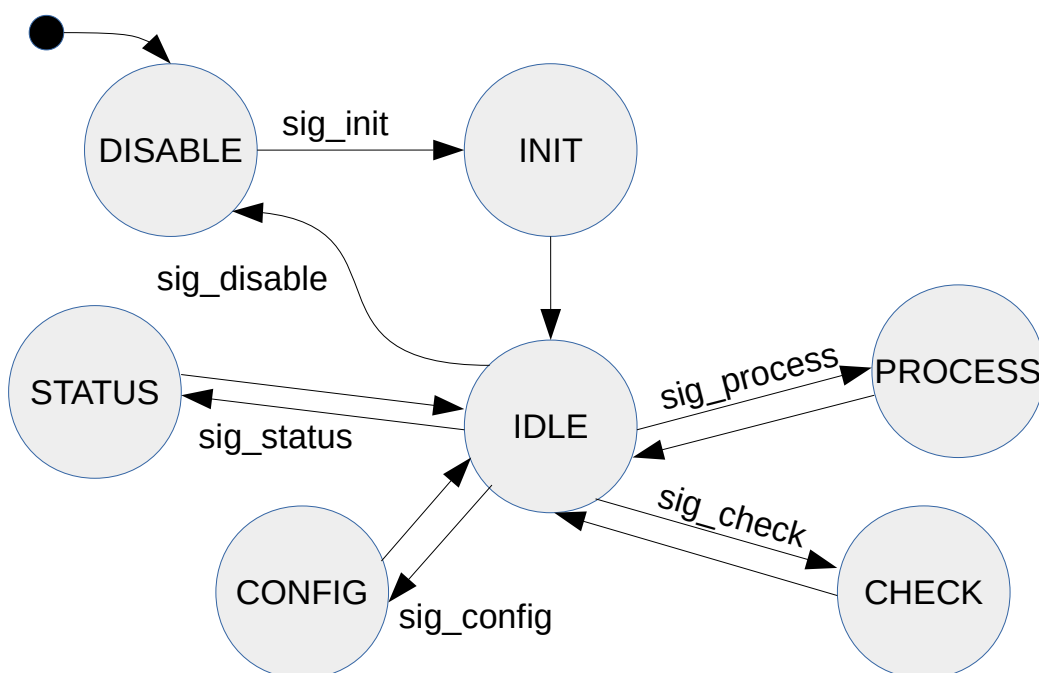 sig_init
DISABLE
INIT
sig_disable
sig_process
PROCESS
STATUS
sig_status
IDLE
sig_check
CONFIG
sig_config
CHECK